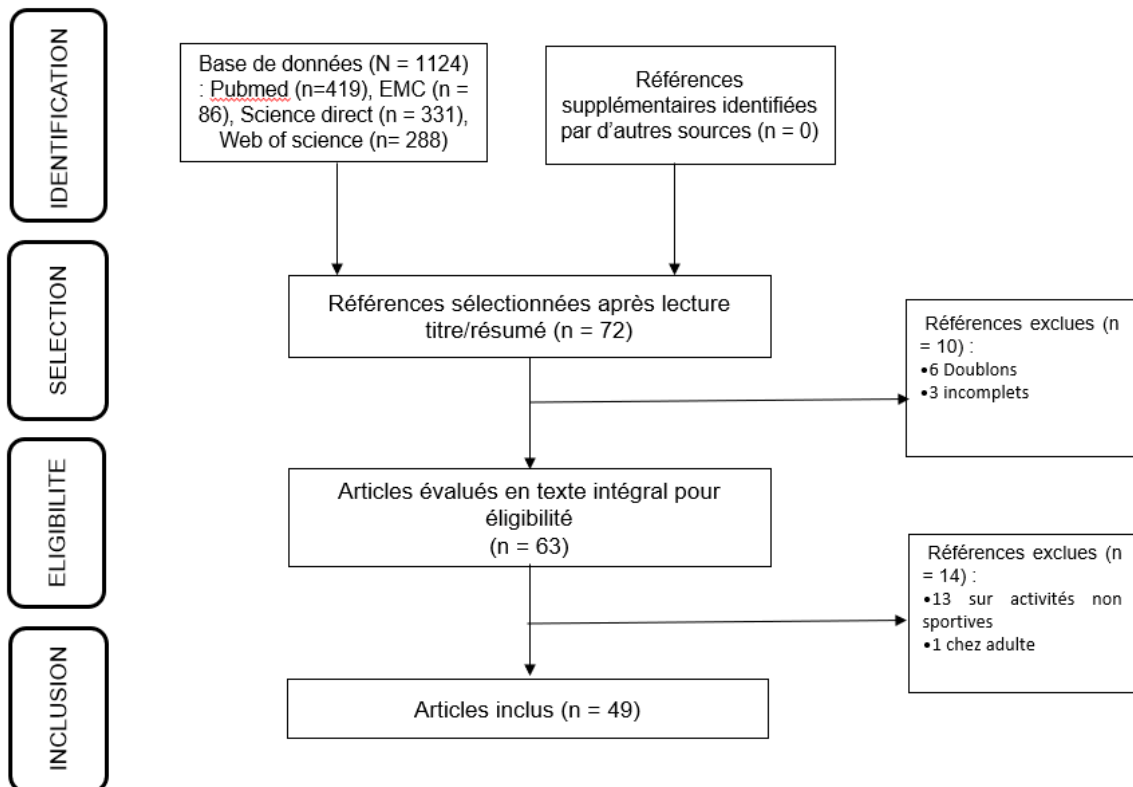 IDENTIFICATION
Base de données (N = 1124)
: Pubmed (n=419), EMC (n =
86), Science direct (n = 331),
Web of science (n= 288)
Références
supplémentaires identifiées
par d’autres sources (n = 0)
SELECTION
Références sélectionnées après lecture
titre/résumé (n = 72)
Références exclues (n
= 10) :
•6 Doublons
•3 incomplets
ELIGIBILITE
Articles évalués en texte intégral pour
éligibilité
(n = 63)
Références exclues (n
= 14) :
•13 sur activités non
sportives
•1 chez adulte
INCLUSION
Articles inclus (n = 49)